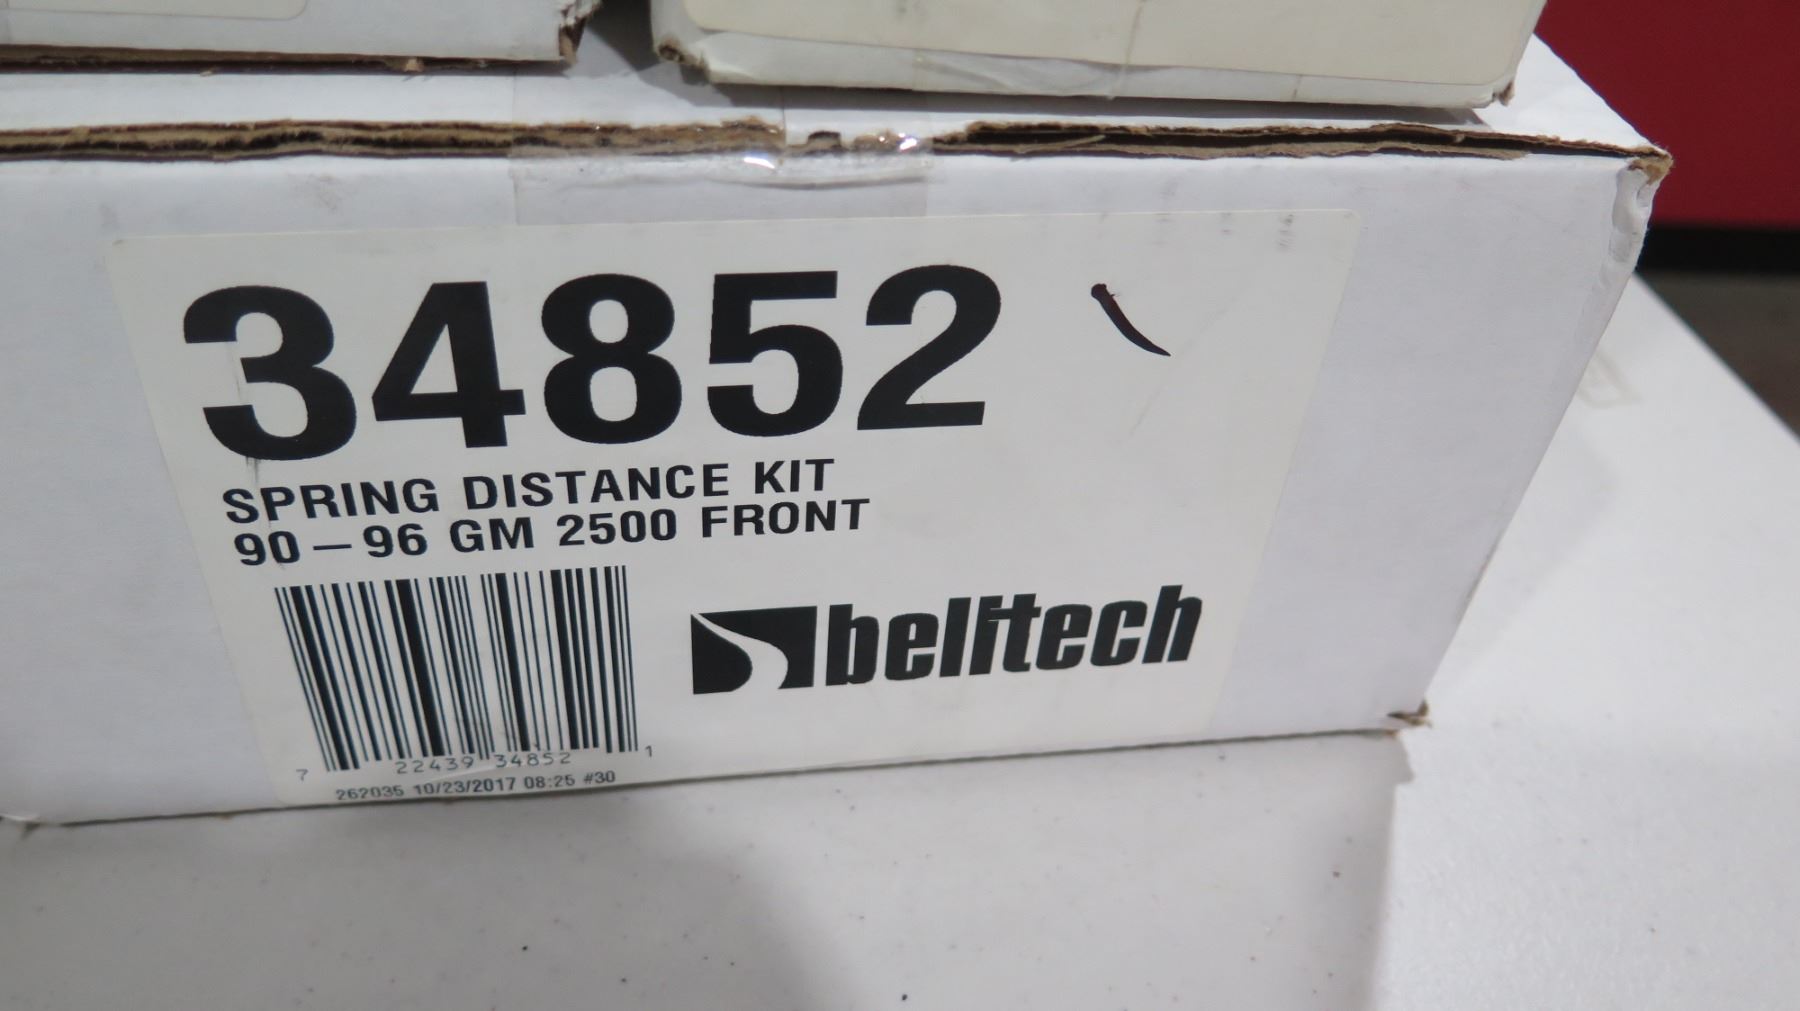 34852
SPRING DISTANCE KIT
90-96 GM 2500 FRONT
belltech
7 22439 34852 1
262035 10/23/2017 08:25 #30